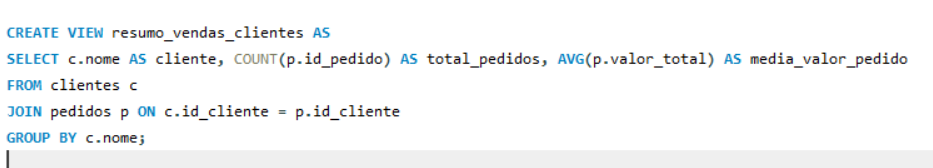 CREATE VIEW resumo_vendas_clientes AS
SELECT c.nome AS cliente, COUNT(p.id_pedido) AS total_pedidos, AVG(p.valor_total) AS media_valor_pedido
FROM clientes c
JOIN pedidos p ON c.id_cliente = p.id_cliente
GROUP BY c.nome;